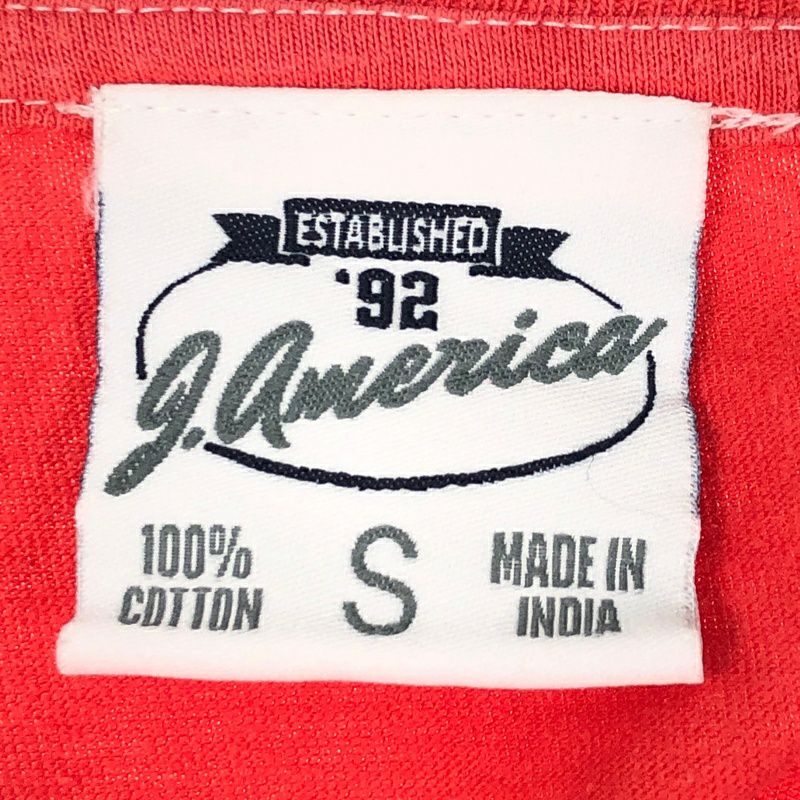 ESTABLISHED
'92
J. America
100% COTTON
S
MADE IN INDIA